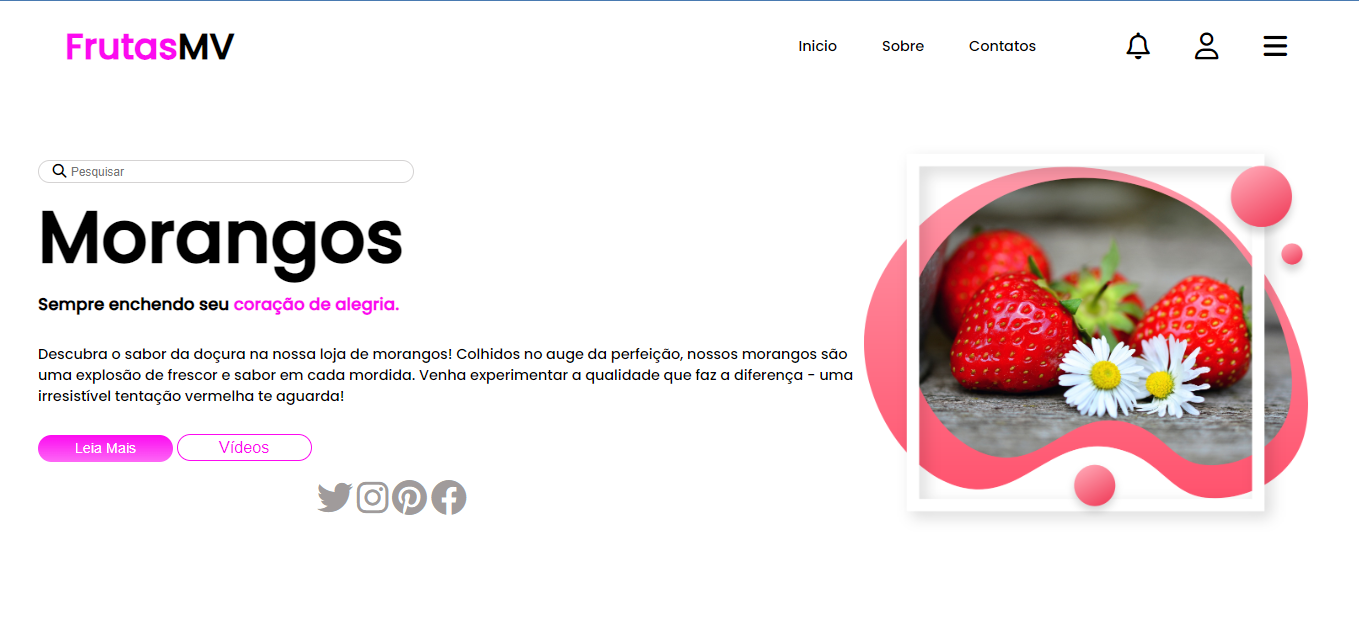 FrutasMV
Inicio
Sobre
Contatos
Pesquisar
Morangos
Sempre enchendo seu coração de alegria.
Descubra o sabor da doçura na nossa loja de morangos! Colhidos no auge da perfeição, nossos morangos são
uma explosão de frescor e sabor em cada mordida. Venha experimentar a qualidade que faz a diferença - uma
irresistível tentação vermelha te aguarda!
Leia Mais
Vídeos